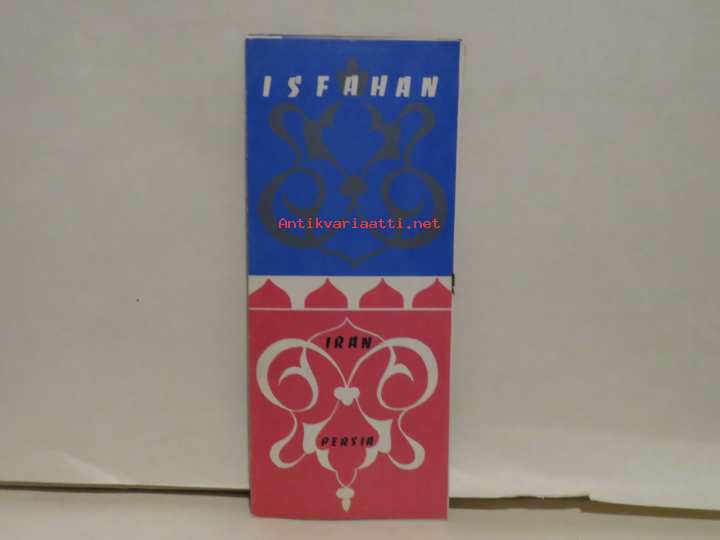 ISFAHAN
Antikvariaatti.net
IRAN
PERSIA